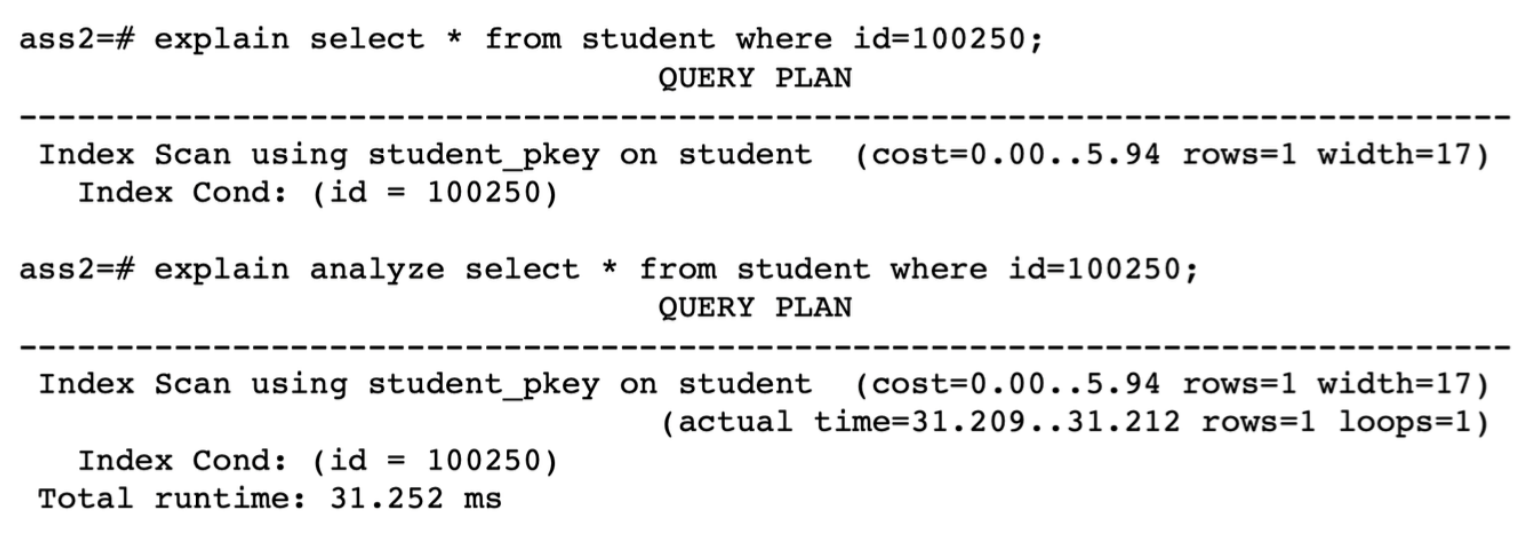 ass2=# explain select * from student where id=100250;
QUERY PLAN
-----------------------------------------------------------------------------
Index Scan using student_pkey on student  (cost=0.00..5.94 rows=1 width=17)
Index Cond: (id = 100250)
ass2=# explain analyze select * from student where id=100250;
QUERY PLAN
-----------------------------------------------------------------------------
Index Scan using student_pkey on student  (cost=0.00..5.94 rows=1 width=17)
(actual time=31.209..31.212 rows=1 loops=1)
Index Cond: (id = 100250)
Total runtime: 31.252 ms